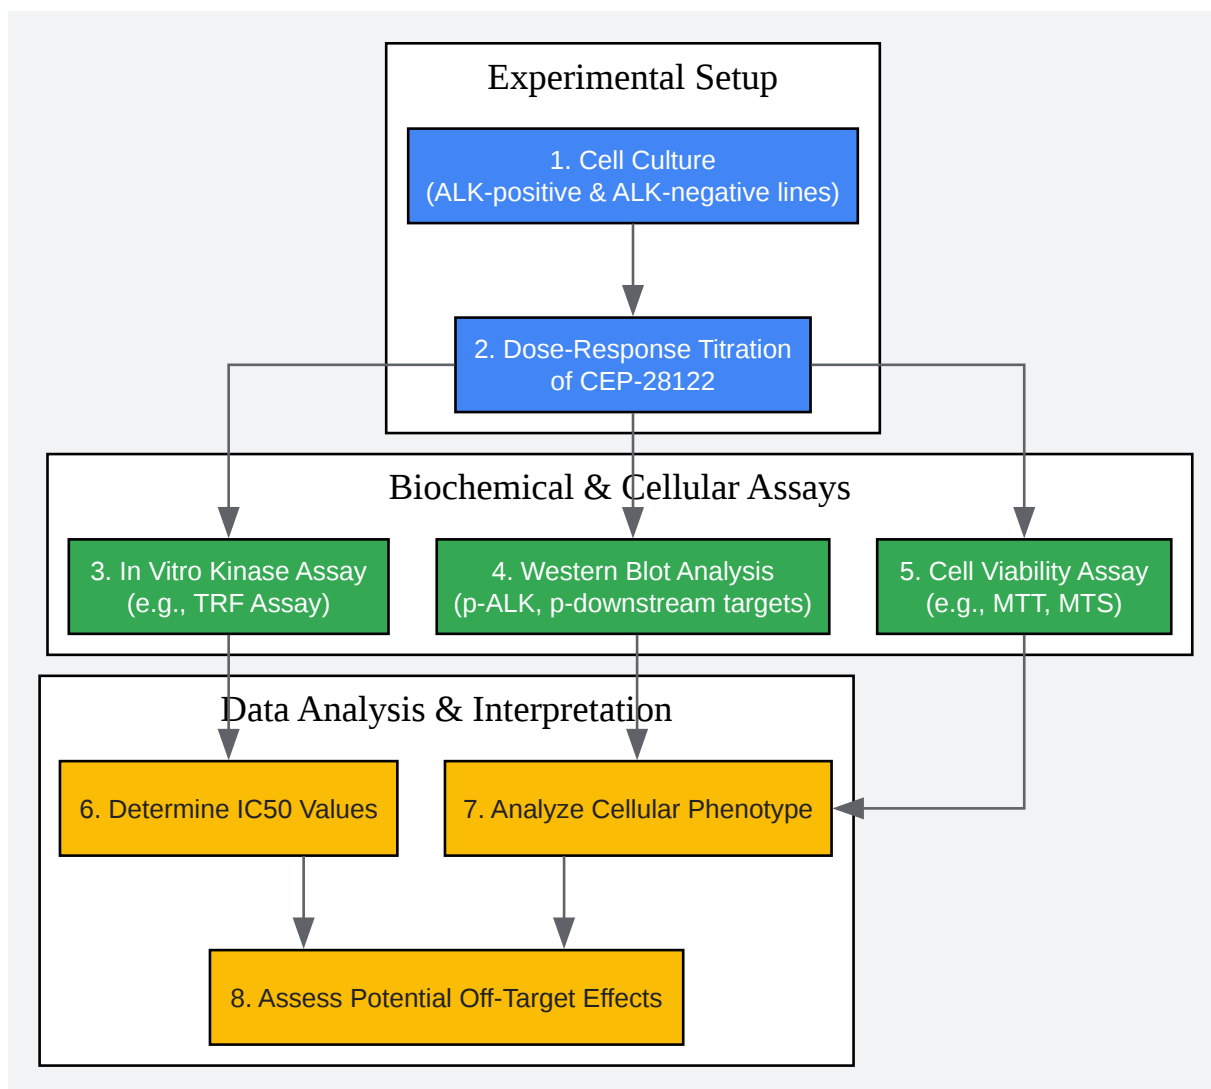 Experimental Setup
1. Cell Culture
(ALK-positive & ALK-negative lines)
2. Dose-Response Titration
of CEP-28122
Biochemical & Cellular Assays
3. In Vitro Kinase Assay
(e.g., TRF Assay)
4. Western Blot Analysis
(p-ALK, p-downstream targets)
5. Cell Viability Assay
(e.g., MTT, MTS)
Data Analysis & Interpretation
6. Determine IC50 Values
7. Analyze Cellular Phenotype
8. Assess Potential Off-Target Effects